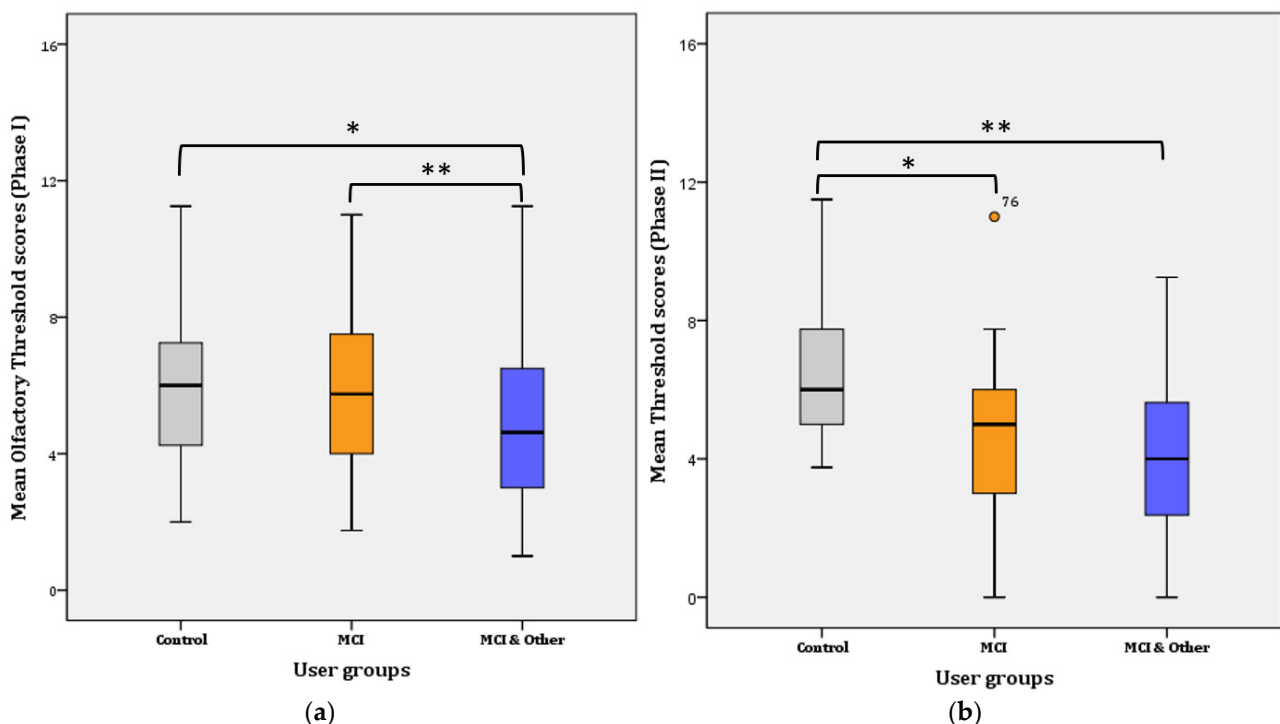 Mean Olfactory Threshold scores (Phase I)
16
12
8
4
0
*
**
Control
MCI
MCI & Other
User groups
(a)
Mean Threshold scores (Phase II)
16
12
8
4
0
**
*
76
Control
MCI
MCI & Other
User groups
(b)